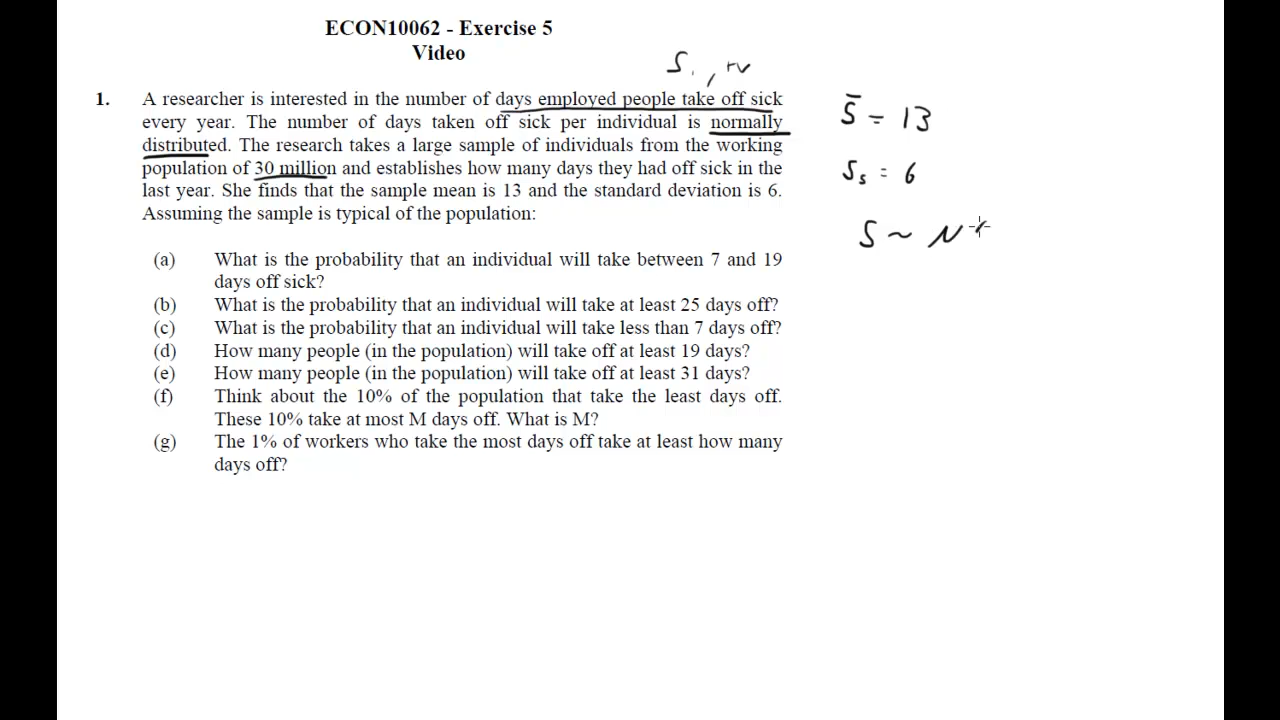 ECON10062 - Exercise 5
Video
S , rv
1. A researcher is interested in the number of days employed people take off sick
every year. The number of days taken off sick per individual is normally
distributed. The research takes a large sample of individuals from the working
population of 30 million and establishes how many days they had off sick in the
last year. She finds that the sample mean is 13 and the standard deviation is 6.
Assuming the sample is typical of the population:
(a) What is the probability that an individual will take between 7 and 19
days off sick?
(b) What is the probability that an individual will take at least 25 days off?
(c) What is the probability that an individual will take less than 7 days off?
(d) How many people (in the population) will take off at least 19 days?
(e) How many people (in the population) will take off at least 31 days?
(f) Think about the 10% of the population that take the least days off.
These 10% take at most M days off. What is M?
(g) The 1% of workers who take the most days off take at least how many
days off?
S̄ = 13
Sₛ = 6
S ~ N